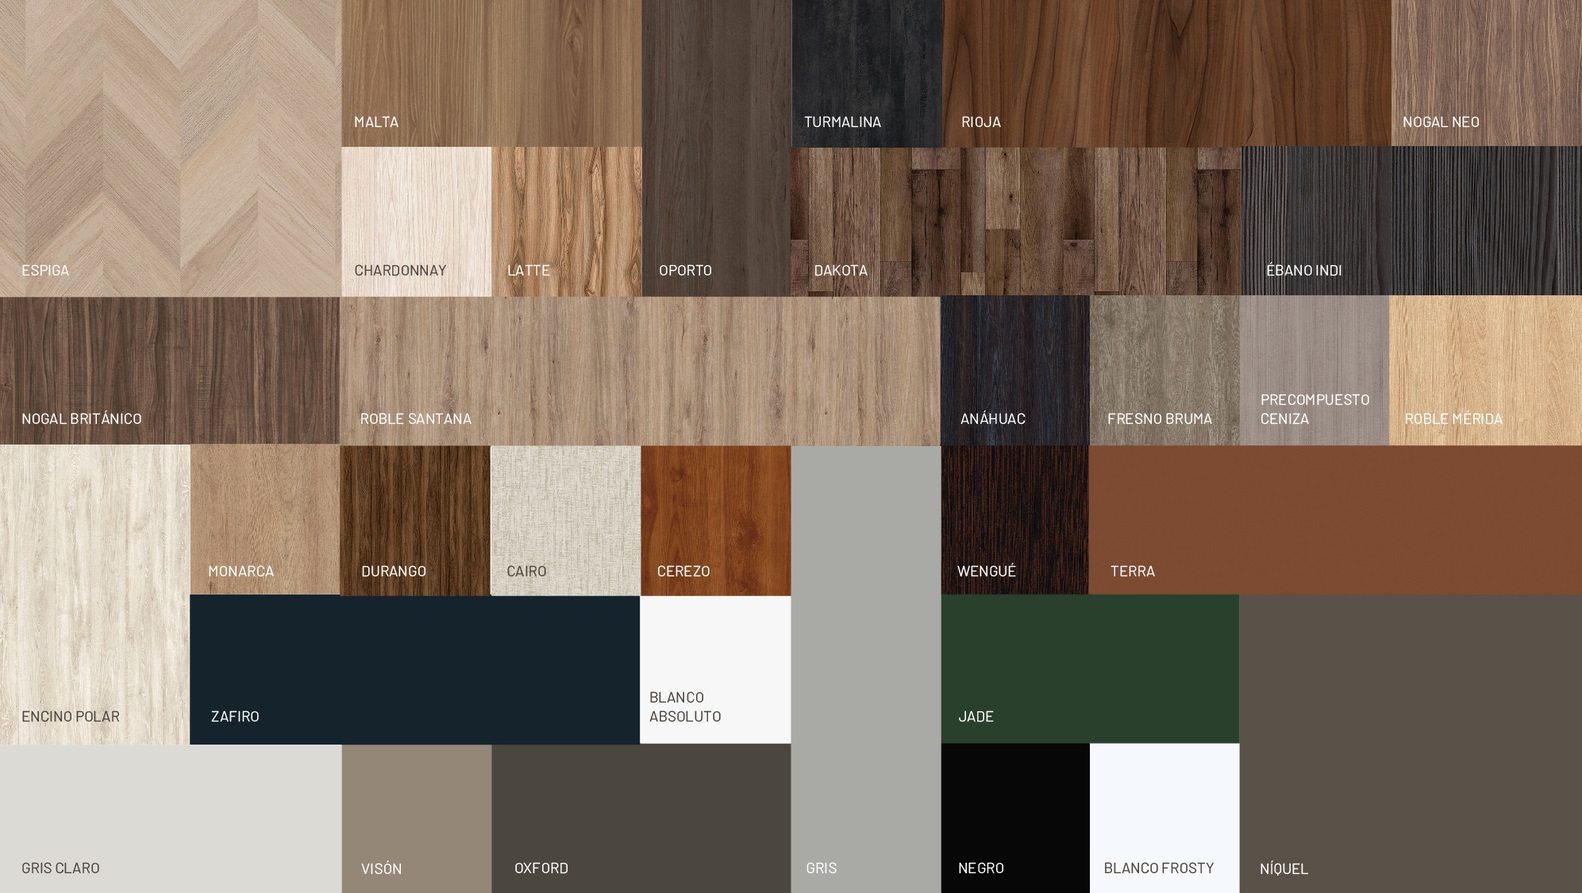 MALTA
TURMALINA
RIOJA
NOGAL NEO
ESPIGA
CHARDONNAY
LATTE
OPORTO
DAKOTA
ÉBANO INDI
NOGAL BRITÁNICO
ROBLE SANTANA
ANÁHUAC
FRESNO BRUMA
PRECOMPUESTO
CENIZA
ROBLE MÉRIDA
MONARCA
DURANGO
CAIRO
CEREZO
WENGUÉ
TERRA
ENCINO POLAR
ZAFIRO
BLANCO
ABSOLUTO
JADE
GRIS CLARO
VISÓN
OXFORD
GRIS
NEGRO
BLANCO FROSTY
NÍQUEL